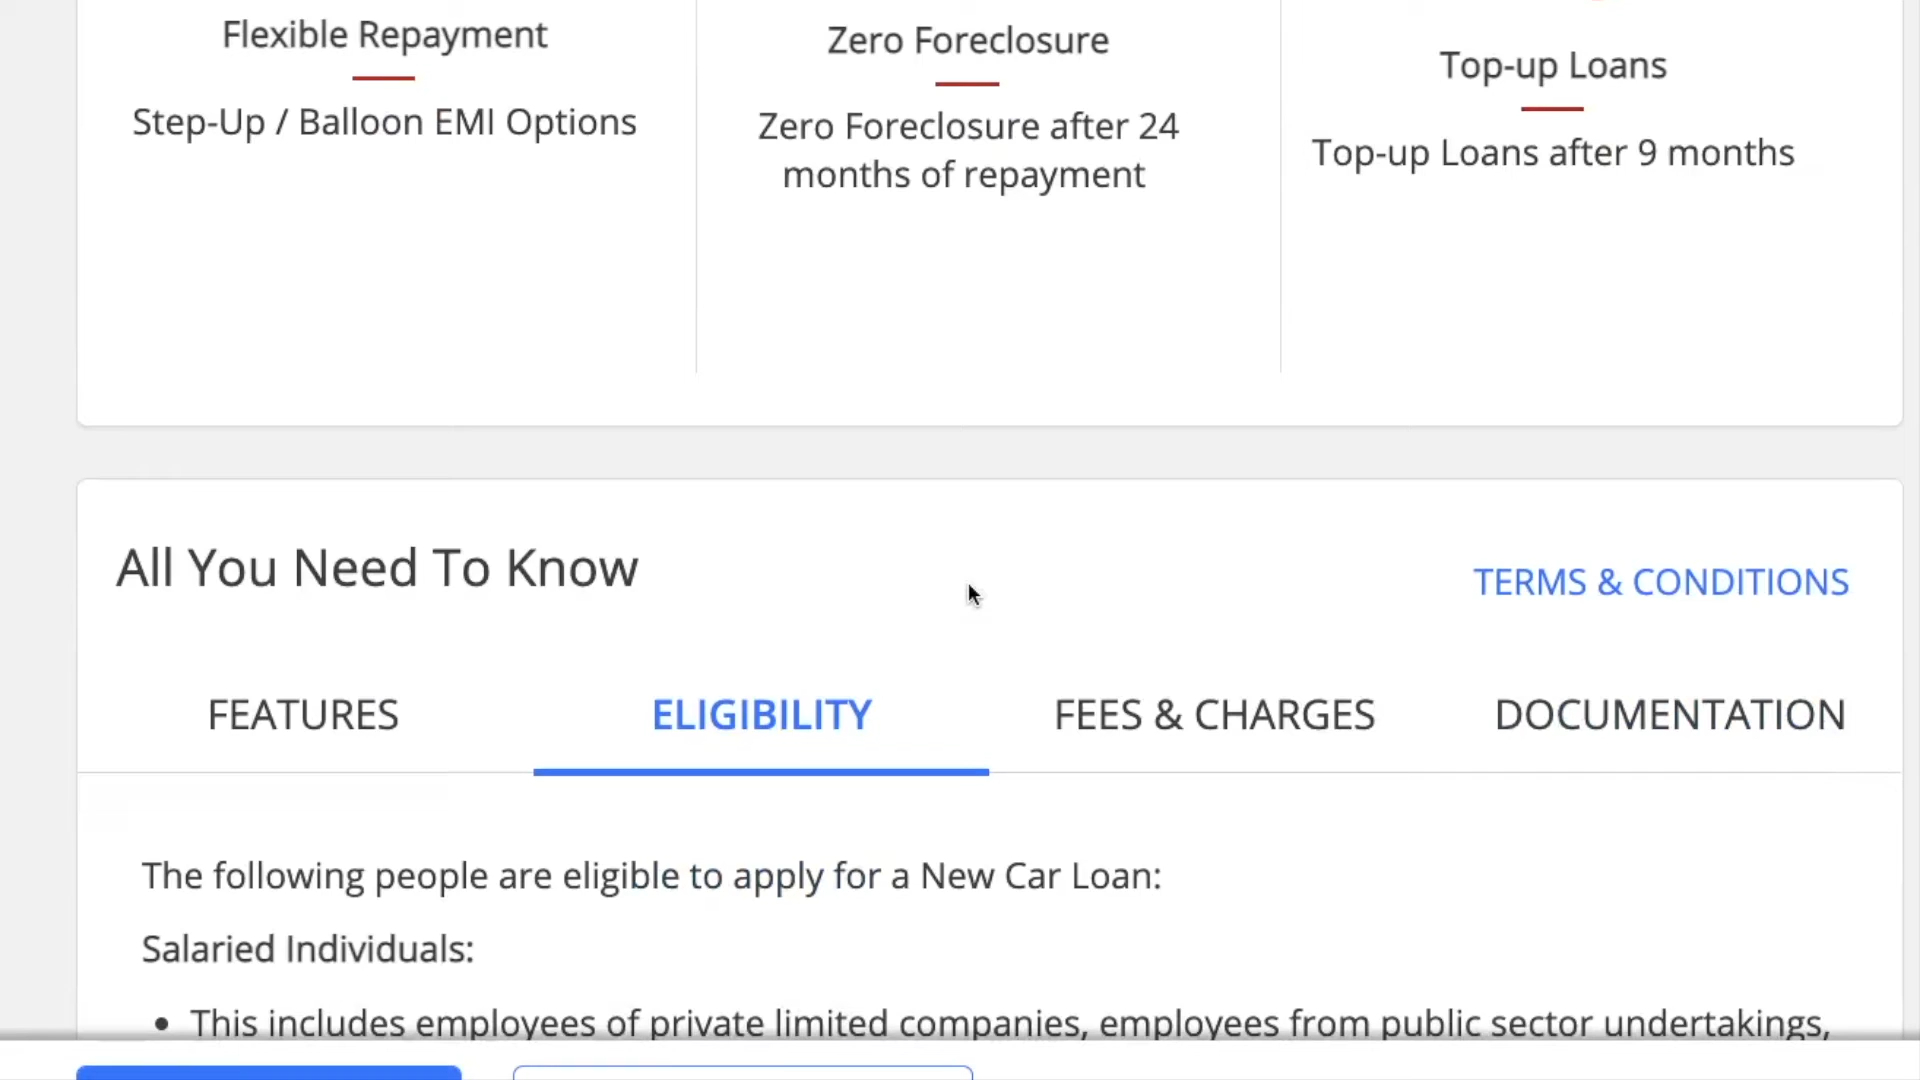 Flexible Repayment
Step-Up / Balloon EMI Options
Zero Foreclosure
Zero Foreclosure after 24
months of repayment
Top-up Loans
Top-up Loans after 9 months
All You Need To Know
TERMS & CONDITIONS
FEATURES
ELIGIBILITY
FEES & CHARGES
DOCUMENTATION
The following people are eligible to apply for a New Car Loan:
Salaried Individuals:
• This includes employees of private limited companies, employees from public sector undertakings,